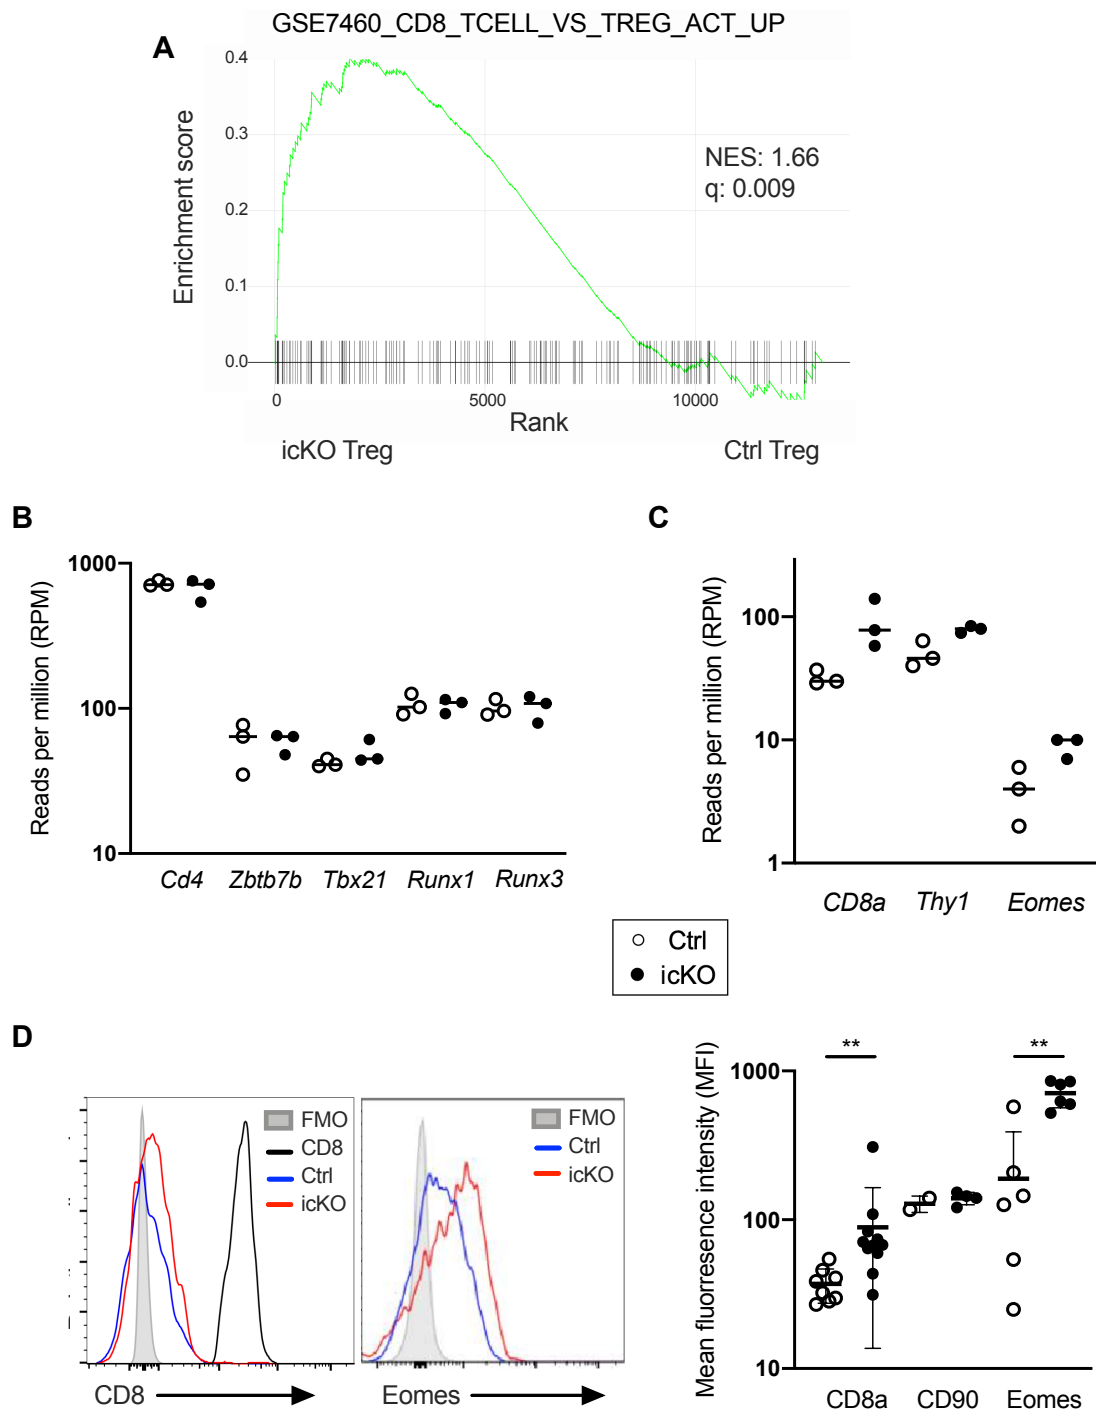 GSE7460_CD8_TCELL_VS_TREG_ACT_UP
A
Enrichment score
0.4
0.3
0.2
0.1
0.0
NES: 1.66
q: 0.009
0
5000
10000
Rank
icKO Treg
Ctrl Treg
B
Reads per million (RPM)
1000
100
10
Cd4
Zbtb7b
Tbx21
Runx1
Runx3
C
Reads per million (RPM)
100
10
1
CD8a
Thy1
Eomes
Ctrl
icKO
D
FMO
CD8
Ctrl
icKO
CD8
FMO
Ctrl
icKO
Eomes
Mean fluorresence intensity (MFI)
1000
100
10
**
**
CD8a
CD90
Eomes